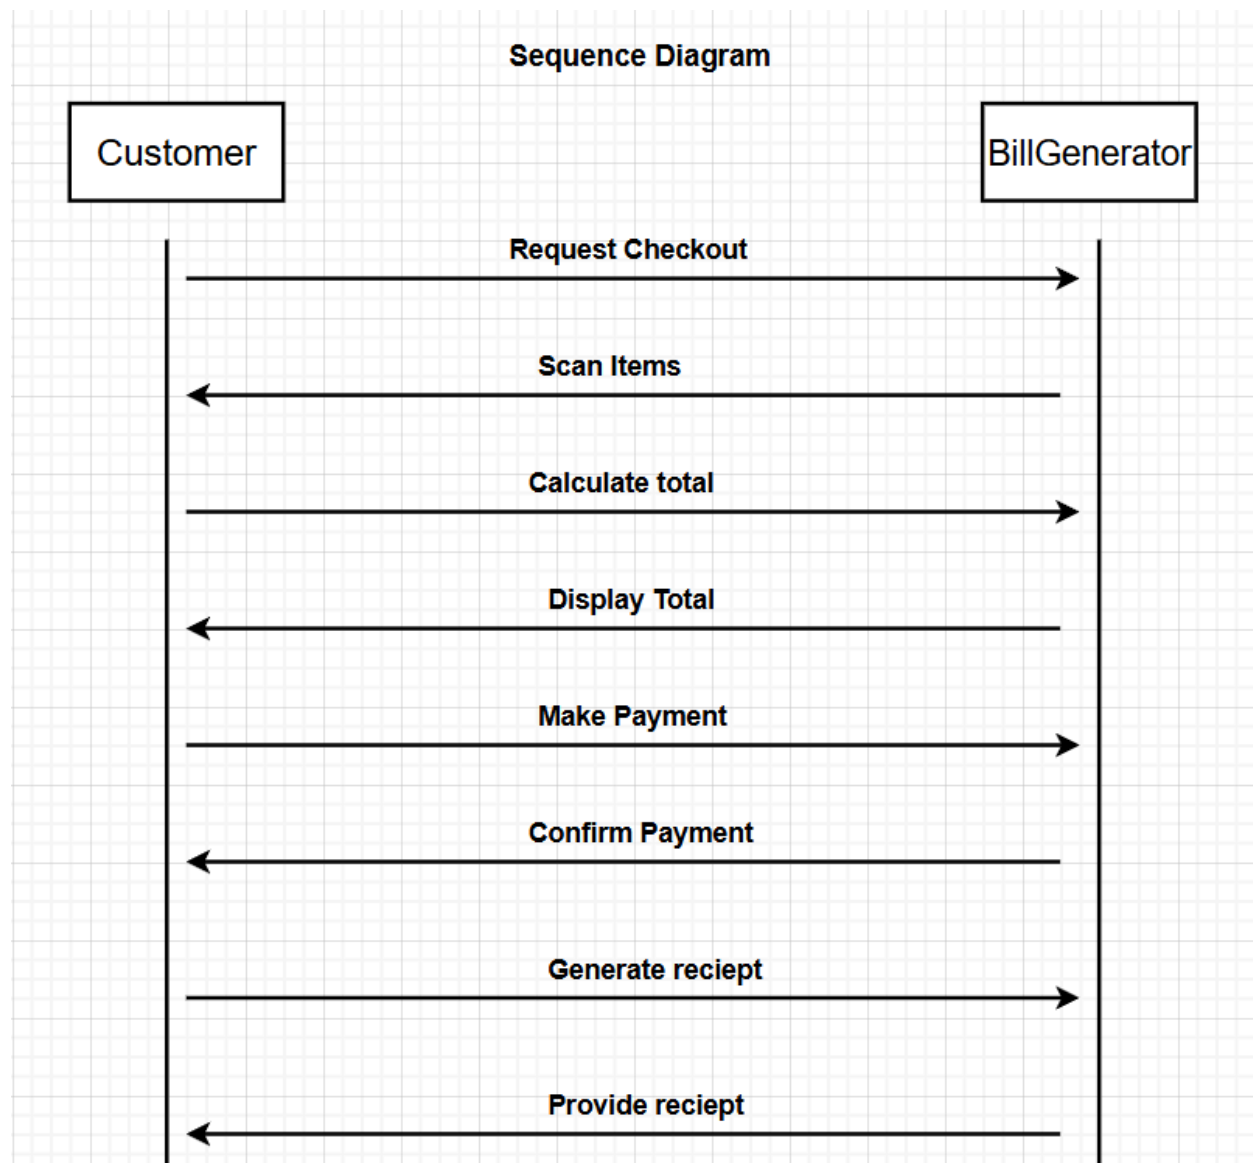 Sequence Diagram
Customer
BillGenerator
Request Checkout
Scan Items
Calculate total
Display Total
Make Payment
Confirm Payment
Generate reciept
Provide reciept